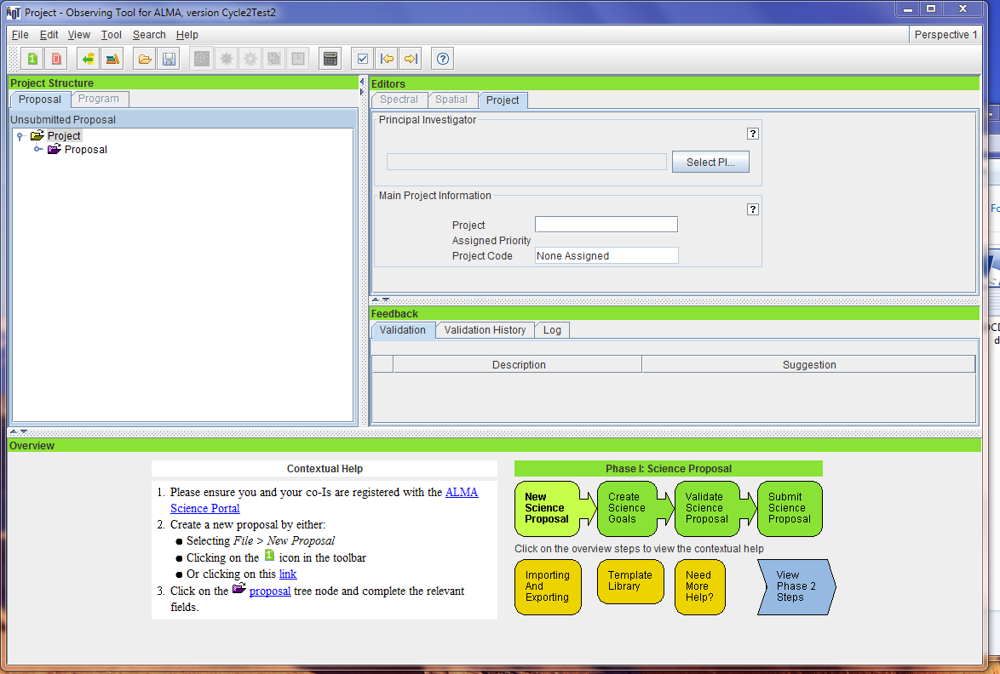 Project - Observing Tool for ALMA, version Cycle2Test2
File Edit View Tool Search Help
Perspective 1
Project Structure
Proposal Program
Unsubmitted Proposal
Project
Proposal
Editors
Spectral Spatial Project
Principal Investigator
?
Select PI...
Main Project Information
?
Project
Assigned Priority
Project Code None Assigned
Feedback
Validation Validation History Log
Description Suggestion
Overview
Contextual Help
1. Please ensure you and your co-Is are registered with the ALMA
Science Portal
2. Create a new proposal by either:
● Selecting File > New Proposal
● Clicking on the 1 icon in the toolbar
● Or clicking on this link
3. Click on the proposal tree node and complete the relevant
fields.
Phase I: Science Proposal
New
Science
Proposal
Create
Science
Goals
Validate
Science
Proposal
Submit
Science
Proposal
Click on the overview steps to view the contextual help
Importing
And
Exporting
Template
Library
Need
More
Help?
View
Phase 2
Steps